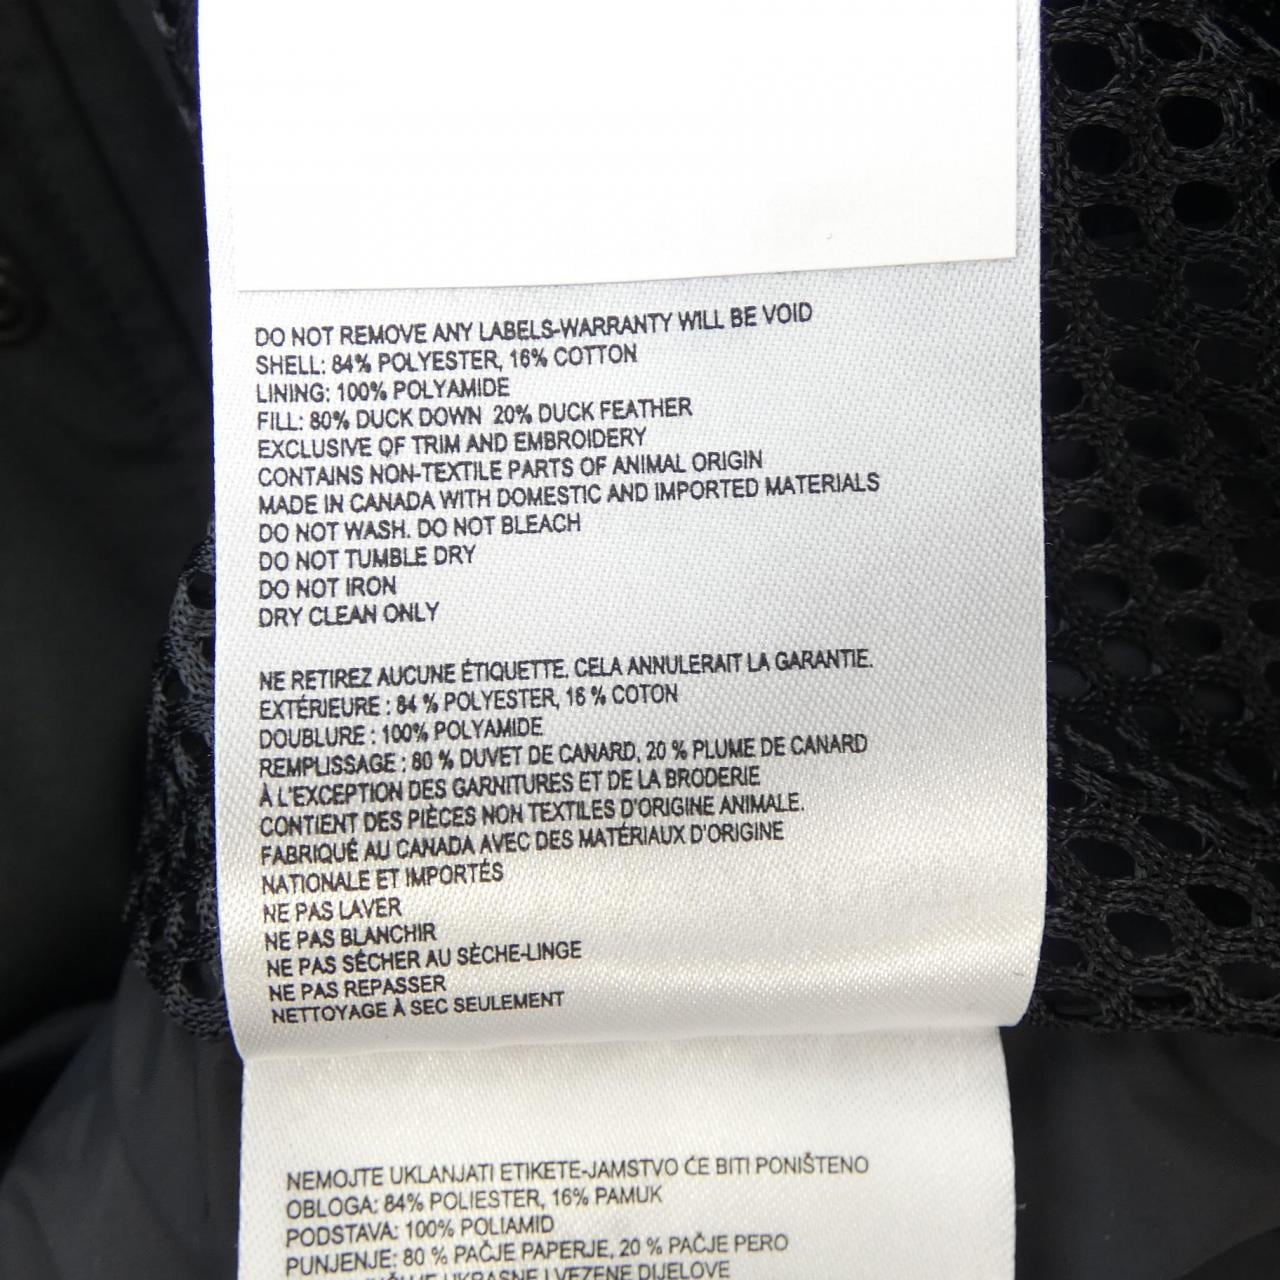 DO NOT REMOVE ANY LABELS-WARRANTY WILL BE VOID
SHELL: 84% POLYESTER, 16% COTTON
LINING: 100% POLYAMIDE
FILL: 80% DUCK DOWN 20% DUCK FEATHER
EXCLUSIVE OF TRIM AND EMBROIDERY
CONTAINS NON-TEXTILE PARTS OF ANIMAL ORIGIN
MADE IN CANADA WITH DOMESTIC AND IMPORTED MATERIALS
DO NOT WASH. DO NOT BLEACH
DO NOT TUMBLE DRY
DO NOT IRON
DRY CLEAN ONLY
NE RETIREZ AUCUNE ÉTIQUETTE. CELA ANNULERAIT LA GARANTIE.
EXTÉRIEURE : 84 % POLYESTER, 16 % COTON
DOUBLURE : 100% POLYAMIDE
REMPLISSAGE : 80 % DUVET DE CANARD, 20 % PLUME DE CANARD
À L'EXCEPTION DES GARNITURES ET DE LA BRODERIE
CONTIENT DES PIÈCES NON TEXTILES D'ORIGINE ANIMALE.
FABRIQUÉ AU CANADA AVEC DES MATÉRIAUX D'ORIGINE
NATIONALE ET IMPORTÉS
NE PAS LAVER
NE PAS BLANCHIR
NE PAS SÉCHER AU SÈCHE-LINGE
NE PAS REPASSER
NETTOYAGE À SEC SEULEMENT
NEMOJTE UKLANJATI ETIKETE-JAMSTVO ĆE BITI PONIŠTENO
OBLOGA: 84% POLIESTER, 16% PAMUK
PODSTAVA: 100% POLIAMID
PUNJENJE: 80 % PAČJE PAPERJE, 20 % PAČJE PERO
UKRASNE I VEZENE DIJELOVE